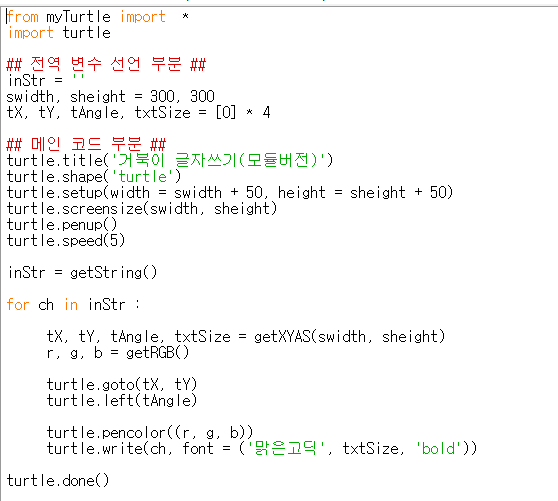 from myTurtle import *
import turtle
## 전역 변수 선언 부분 ##
inStr = ''
swidth, sheight = 300, 300
tX, tY, tAngle, txtSize = [0] * 4
## 메인 코드 부분 ##
turtle.title('거북이 글자쓰기(모듈버전)')
turtle.shape('turtle')
turtle.setup(width = swidth + 50, height = sheight + 50)
turtle.screensize(swidth, sheight)
turtle.penup()
turtle.speed(5)
inStr = getString()
for ch in inStr :
tX, tY, tAngle, txtSize = getXYAS(swidth, sheight)
r, g, b = getRGB()
turtle.goto(tX, tY)
turtle.left(tAngle)
turtle.pencolor((r, g, b))
turtle.write(ch, font = ('맑은고딕', txtSize, 'bold'))
turtle.done()